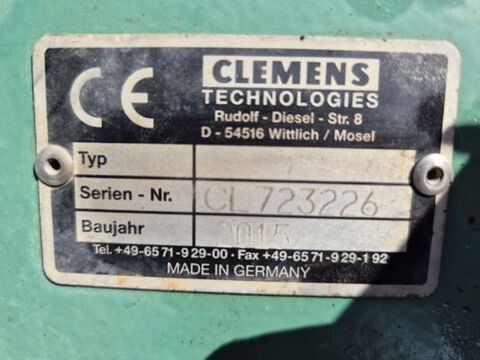 CE
CLEMENS
TECHNOLOGIES
Rudolf - Diesel - Str. 8
D - 54516 Wittlich / Mosel
Typ
Serien - Nr. CL 723226
Baujahr 2015
Tel. +49-65 71-9 29-00 · Fax +49-65 71-9 29-1 92
MADE IN GERMANY